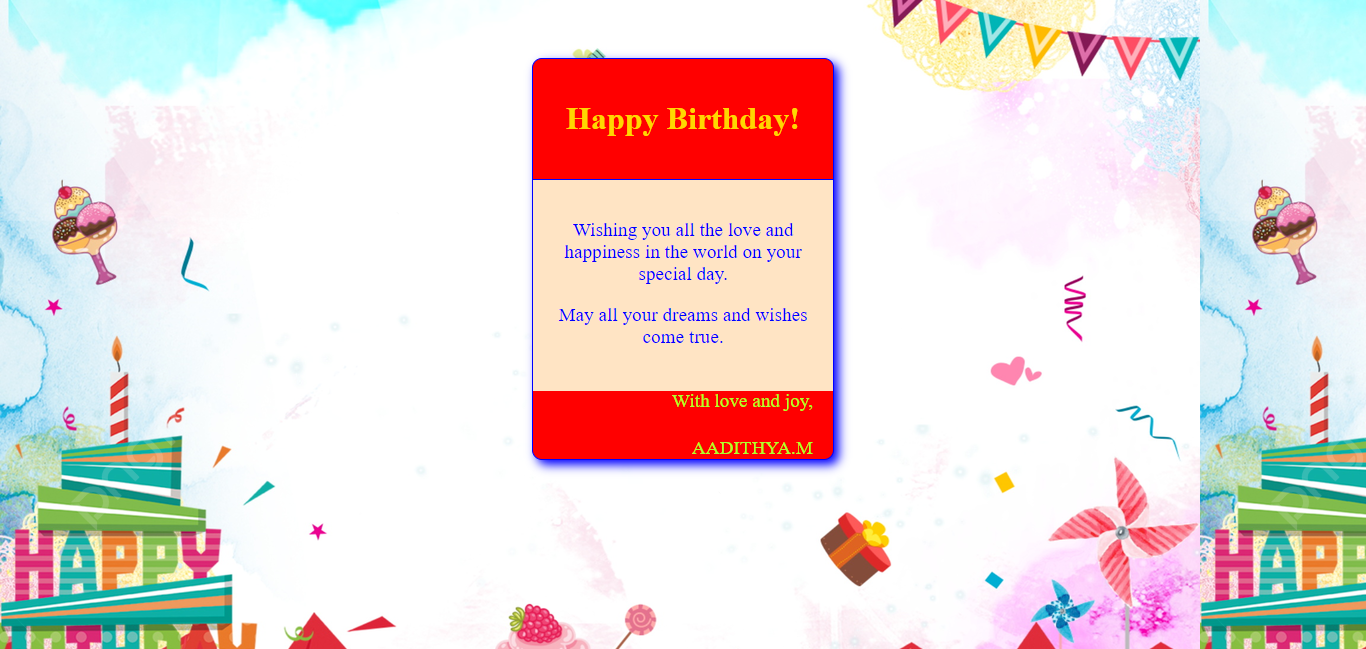 Happy Birthday!
Wishing you all the love and
happiness in the world on your
special day.
May all your dreams and wishes
come true.
With love and joy,
AADITHYA.M
HAPPY
HAPP